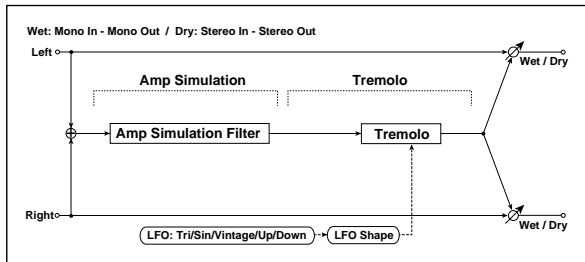 Wet: Mono In - Mono Out / Dry: Stereo In - Stereo Out
Left
Wet / Dry
Amp Simulation
Tremolo
Amp Simulation Filter
Tremolo
Right
Wet / Dry
LFO: Tri/Sin/Vintage/Up/Down
LFO Shape